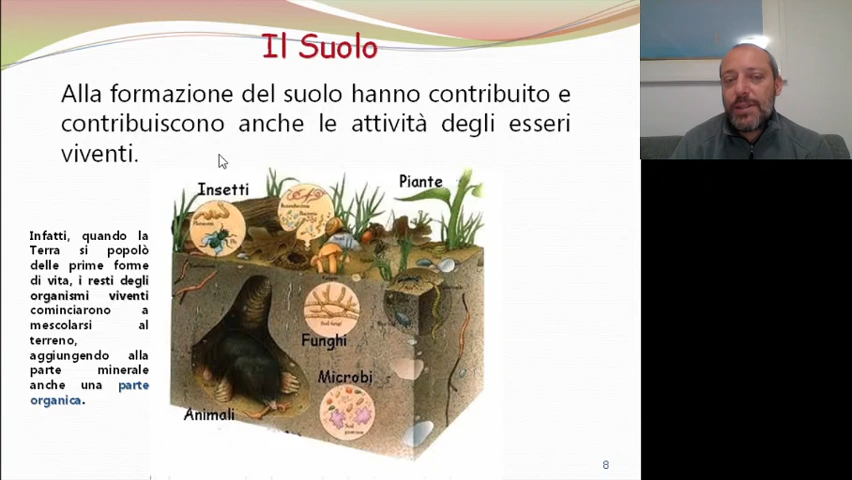 Il Suolo
Alla formazione del suolo hanno contribuito e
contribuiscono anche le attività degli esseri
viventi.
Insetti
Piante
Infatti, quando la
Terra si popolò
delle prime forme
di vita, i resti degli
organismi viventi
cominciarono a
mescolarsi al
terreno,
aggiungendo alla
parte minerale
anche una parte
organica.
Funghi
Microbi
Animali
8